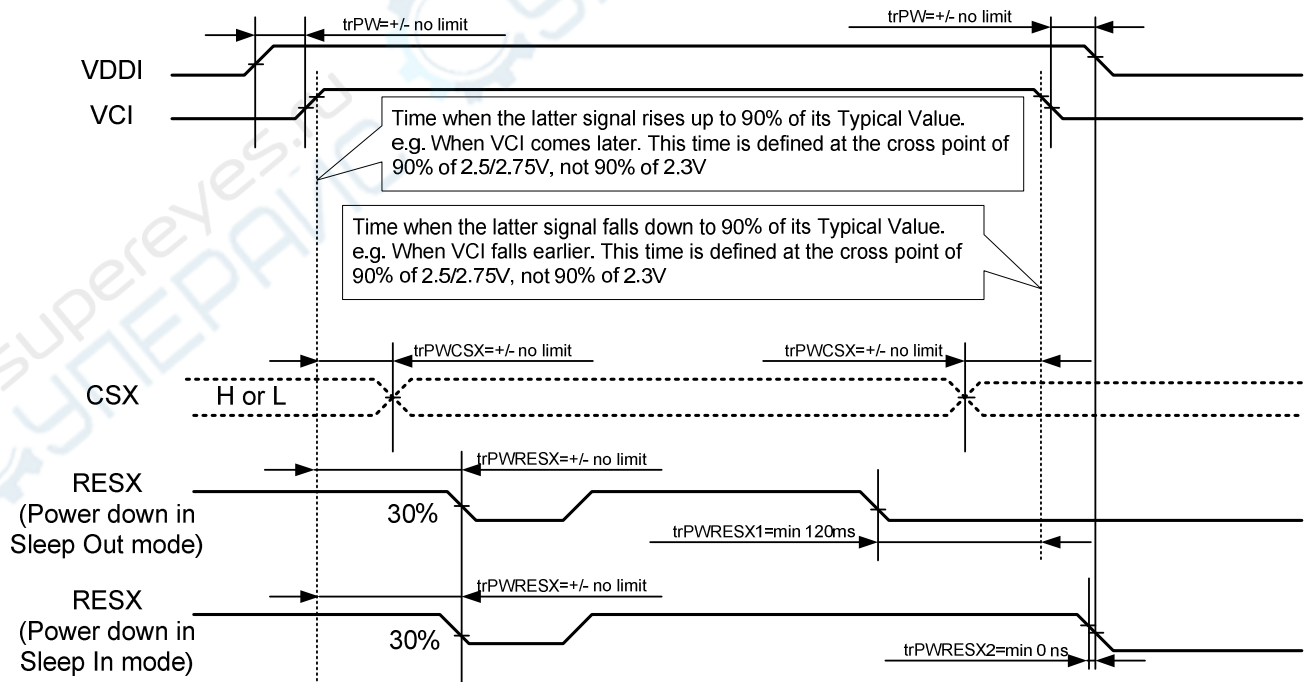 trPW=+/- no limit
trPW=+/- no limit
VDDI
VCI
Time when the latter signal rises up to 90% of its Typical Value.
e.g. When VCI comes later. This time is defined at the cross point of
90% of 2.5/2.75V, not 90% of 2.3V
Time when the latter signal falls down to 90% of its Typical Value.
e.g. When VCI falls earlier. This time is defined at the cross point of
90% of 2.5/2.75V, not 90% of 2.3V
trPWCSX=+/- no limit
trPWCSX=+/- no limit
CSX
H or L
trPWRESX=+/- no limit
RESX
(Power down in
Sleep Out mode)
30%
trPWRESX1=min 120ms
trPWRESX=+/- no limit
RESX
(Power down in
Sleep In mode)
30%
trPWRESX2=min 0 ns
supereyes.ru
СУПЕРАЙС